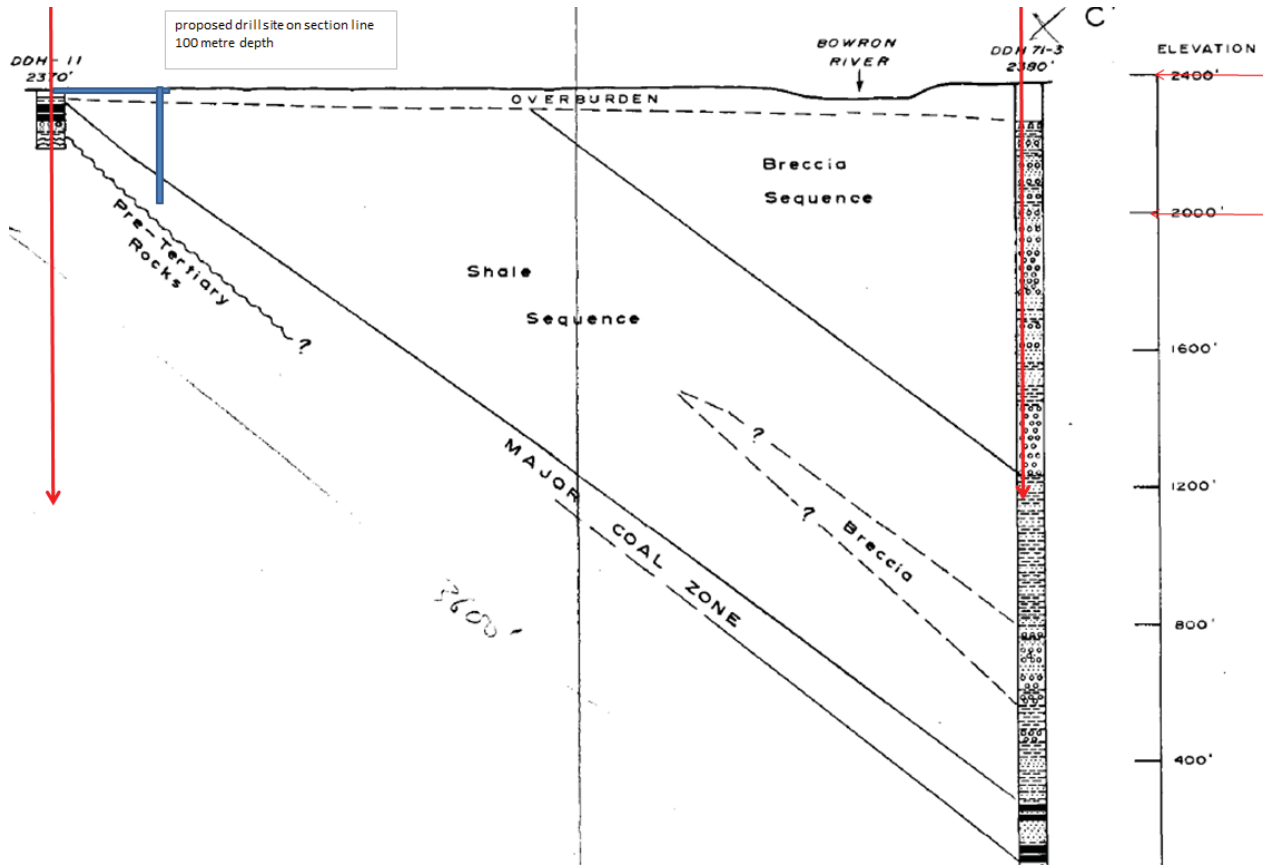 proposed drill site on section line
100 metre depth
C'
DDH-11
2370'
BOWRON
RIVER
DDH 71-3
2380'
ELEVATION
2400'
OVERBURDEN
Breccia
Sequence
2000'
Pre-Tertiary
Rocks
?
Shale
Sequence
1600'
?
MAJOR COAL ZONE
?
Breccia
1200'
3600'
800'
400'